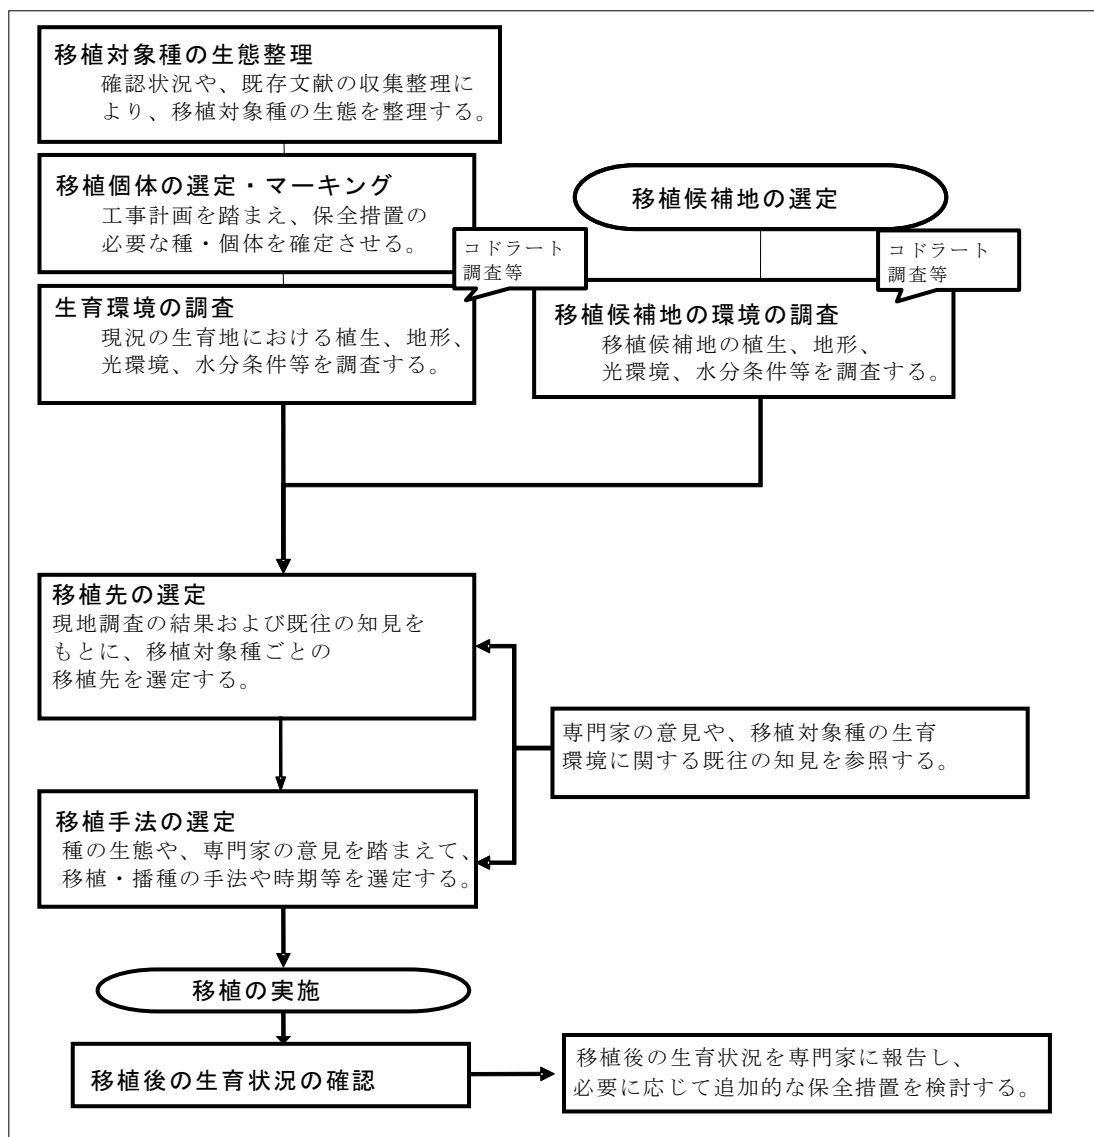 移植対象種の生態整理
確認状況や、既存文献の収集整理に
より、移植対象種の生態を整理する。
移植個体の選定・マーキング
工事計画を踏まえ、保全措置の
必要な種・個体を確定させる。
移植候補地の選定
コドラート
調査等
コドラート
調査等
生育環境の調査
現況の生育地における植生、地形、
光環境、水分条件等を調査する。
移植候補地の環境の調査
移植候補地の植生、地形、
光環境、水分条件等を調査する。
移植先の選定
現地調査の結果および既往の知見を
もとに、移植対象種ごとの
移植先を選定する。
専門家の意見や、移植対象種の生育
環境に関する既往の知見を参照する。
移植手法の選定
種の生態や、専門家の意見を踏まえて、
移植・播種の手法や時期等を選定する。
移植の実施
移植後の生育状況の確認
移植後の生育状況を専門家に報告し、
必要に応じて追加的な保全措置を検討する。